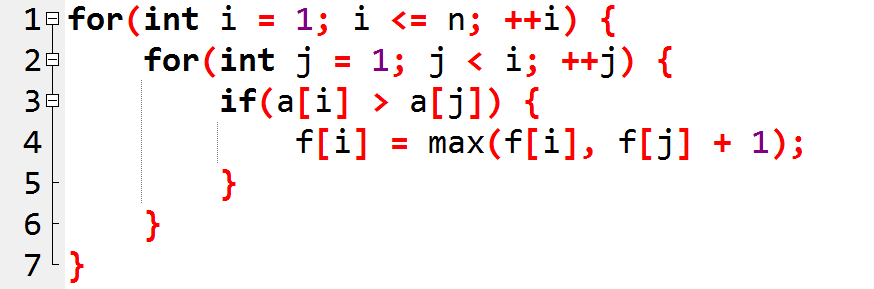 1 for(int i = 1; i <= n; ++i) {
2 for(int j = 1; j < i; ++j) {
3 if(a[i] > a[j]) {
4 f[i] = max(f[i], f[j] + 1);
5 }
6 }
7 }